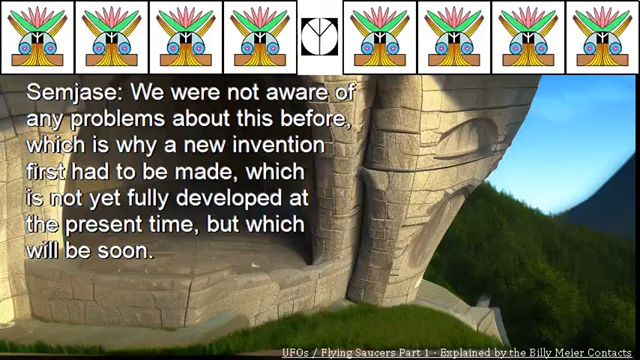 Semjase: We were not aware of
any problems about this before,
which is why a new invention
first had to be made, which
is not yet fully developed at
the present time, but which
will be soon.
UFOs / Flying Saucers Part 1 - Explained by the Billy Meier Contacts